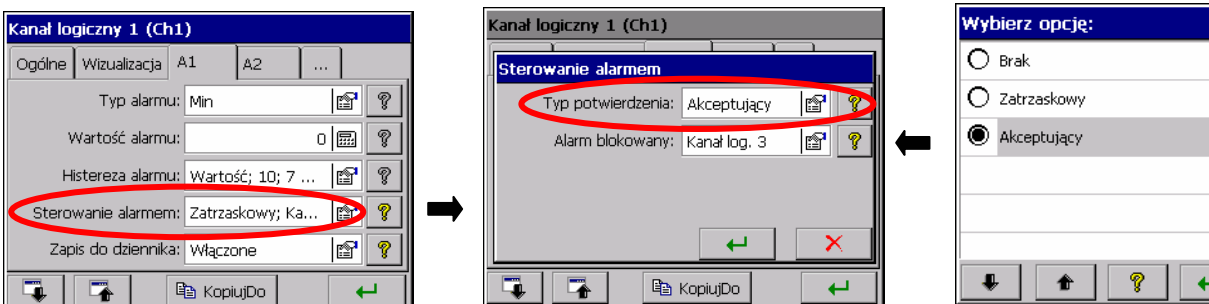 Kanał logiczny 1 (Ch1)
Ogólne Wizualizacja A1 A2 ...
Typ alarmu: Min
Wartość alarmu: 0
Histereza alarmu: Wartość; 10; 7 ...
Sterowanie alarmem: Zatrzaskowy; Ka...
Zapis do dziennika: Włączone
KopiujDo
Kanał logiczny 1 (Ch1)
Sterowanie alarmem
Typ potwierdzenia: Akceptujący
Alarm blokowany: Kanał log. 3
KopiujDo
Wybierz opcję:
Brak
Zatrzaskowy
Akceptujący